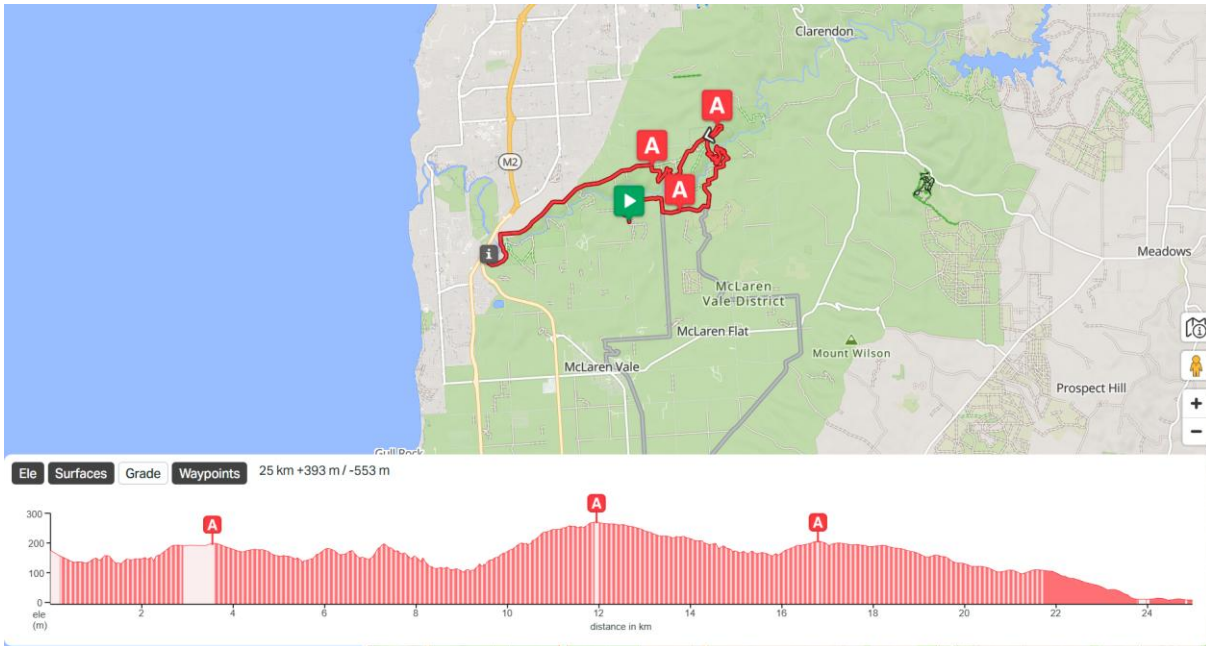 Clarendon
A
A
M2
A
i
Meadows
McLaren
Vale District
McLaren Flat
Mount Wilson
McLaren Vale
Prospect Hill
+
−
Gull Rock
Ele Surfaces Grade Waypoints 25 km +393 m / -553 m
A A A
300
200
100
0
ele
(m)
2 4 6 8 10 12 14 16 18 20 22 24
distance in km